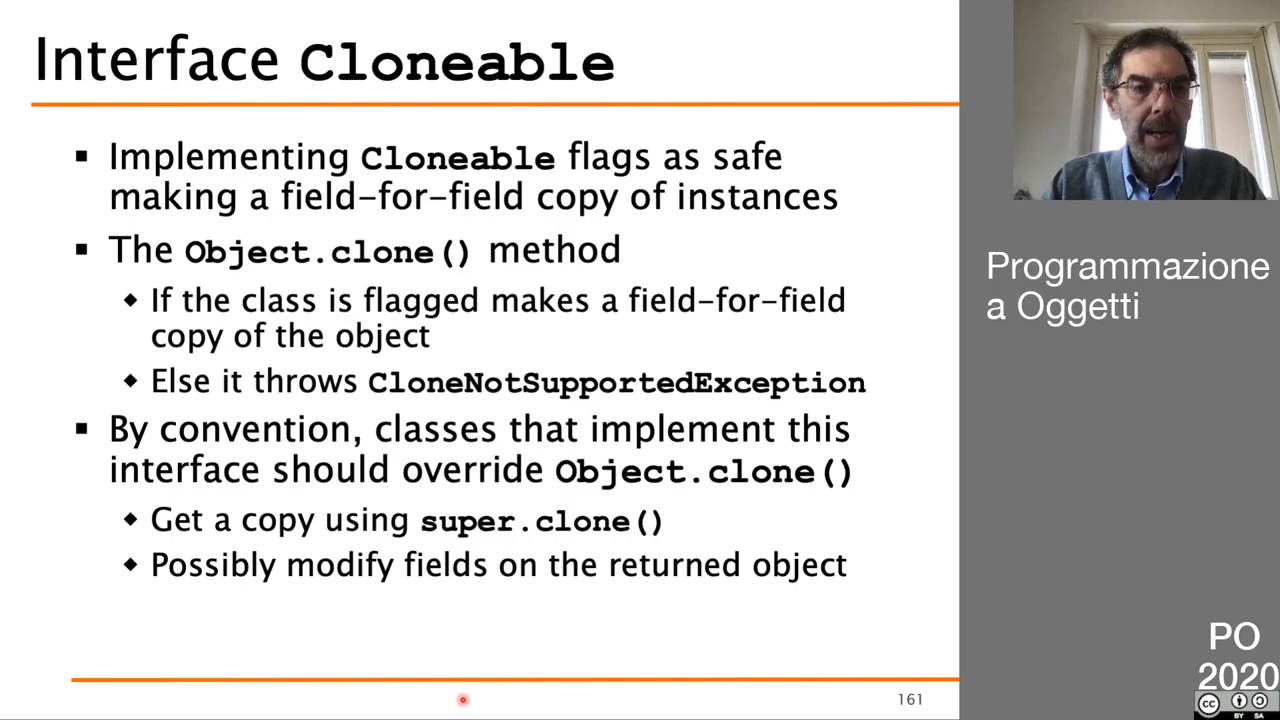 Interface Cloneable
▪ Implementing Cloneable flags as safe
making a field-for-field copy of instances
▪ The Object.clone() method
◆ If the class is flagged makes a field-for-field
copy of the object
◆ Else it throws CloneNotSupportedException
▪ By convention, classes that implement this
interface should override Object.clone()
◆ Get a copy using super.clone()
◆ Possibly modify fields on the returned object
161
Programmazione
a Oggetti
PO
2020
cc
BY SA